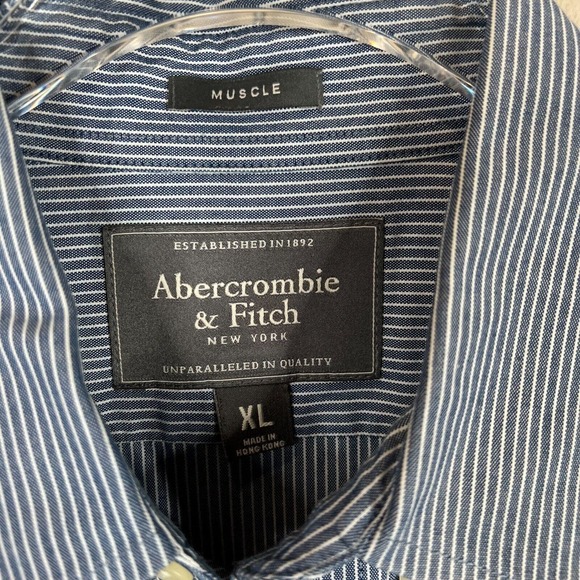 MUSCLE
ESTABLISHED IN 1892
Abercrombie
& Fitch
NEW YORK
UNPARALLELED IN QUALITY
XL
MADE IN
HONG KONG